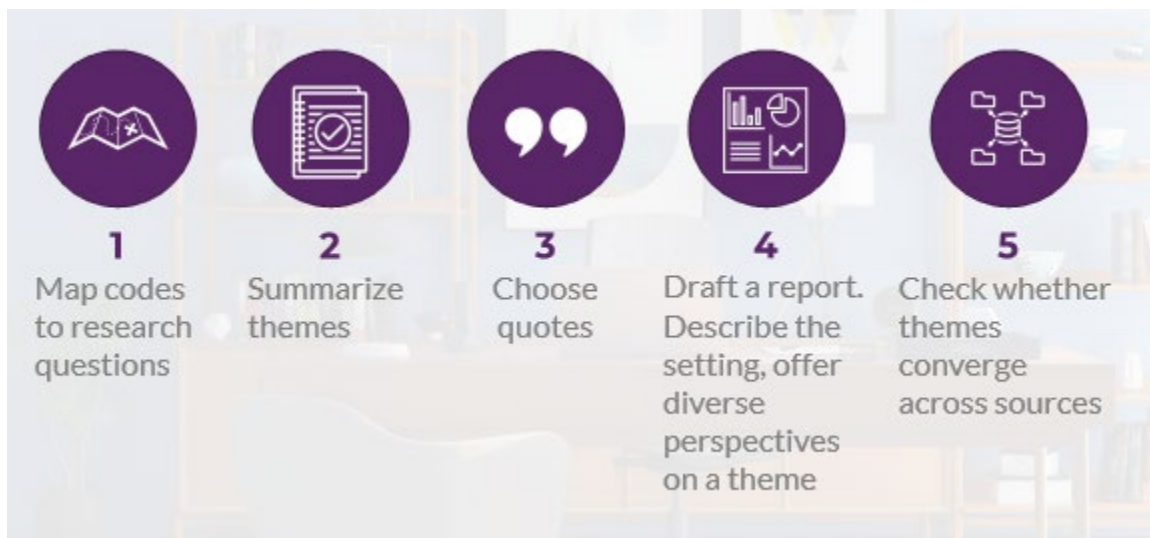 1
Map codes
to research
questions
2
Summarize
themes
3
Choose
quotes
4
Draft a report.
Describe the
setting, offer
diverse
perspectives
on a theme
5
Check whether
themes
converge
across sources